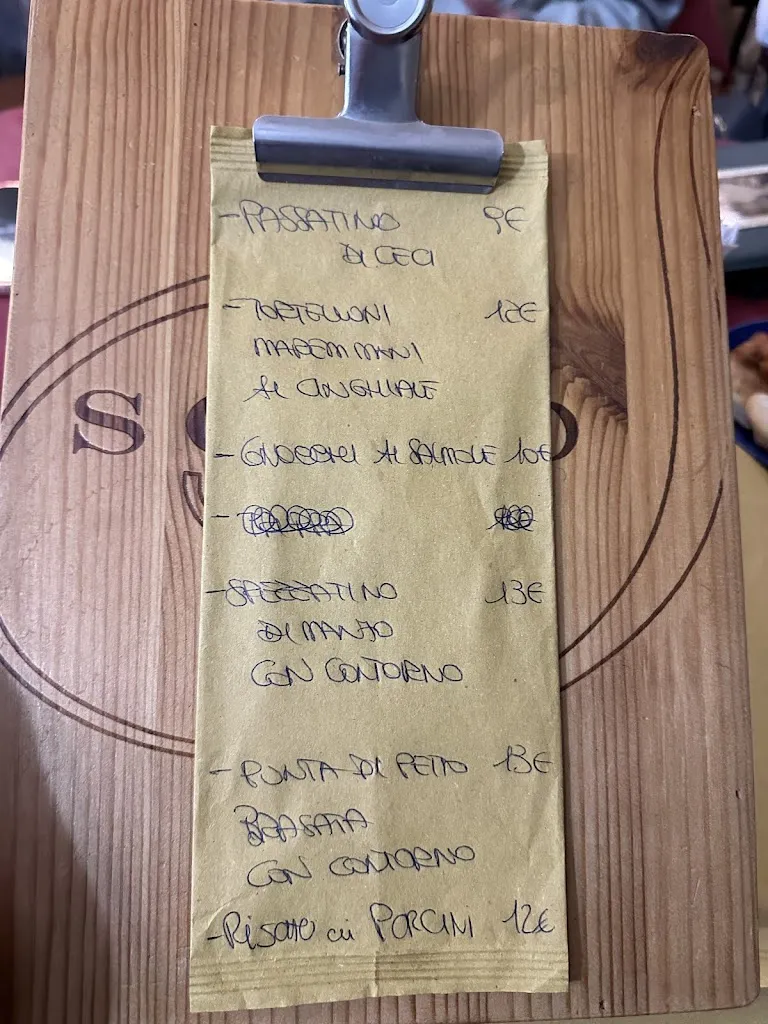 - PASSATINO 9€
DI CECI
- TORTELLONI 12€
MAREMMANI
AL CINGHIALE
- GNOCCHI AL SALMONE 10€
- SPEZZATINO 13€
DI MANZO
CON CONTORNO
- PUNTA DI PETTO 13€
BRASATA
CON CONTORNO
- Risotto ai PORCINI 12€